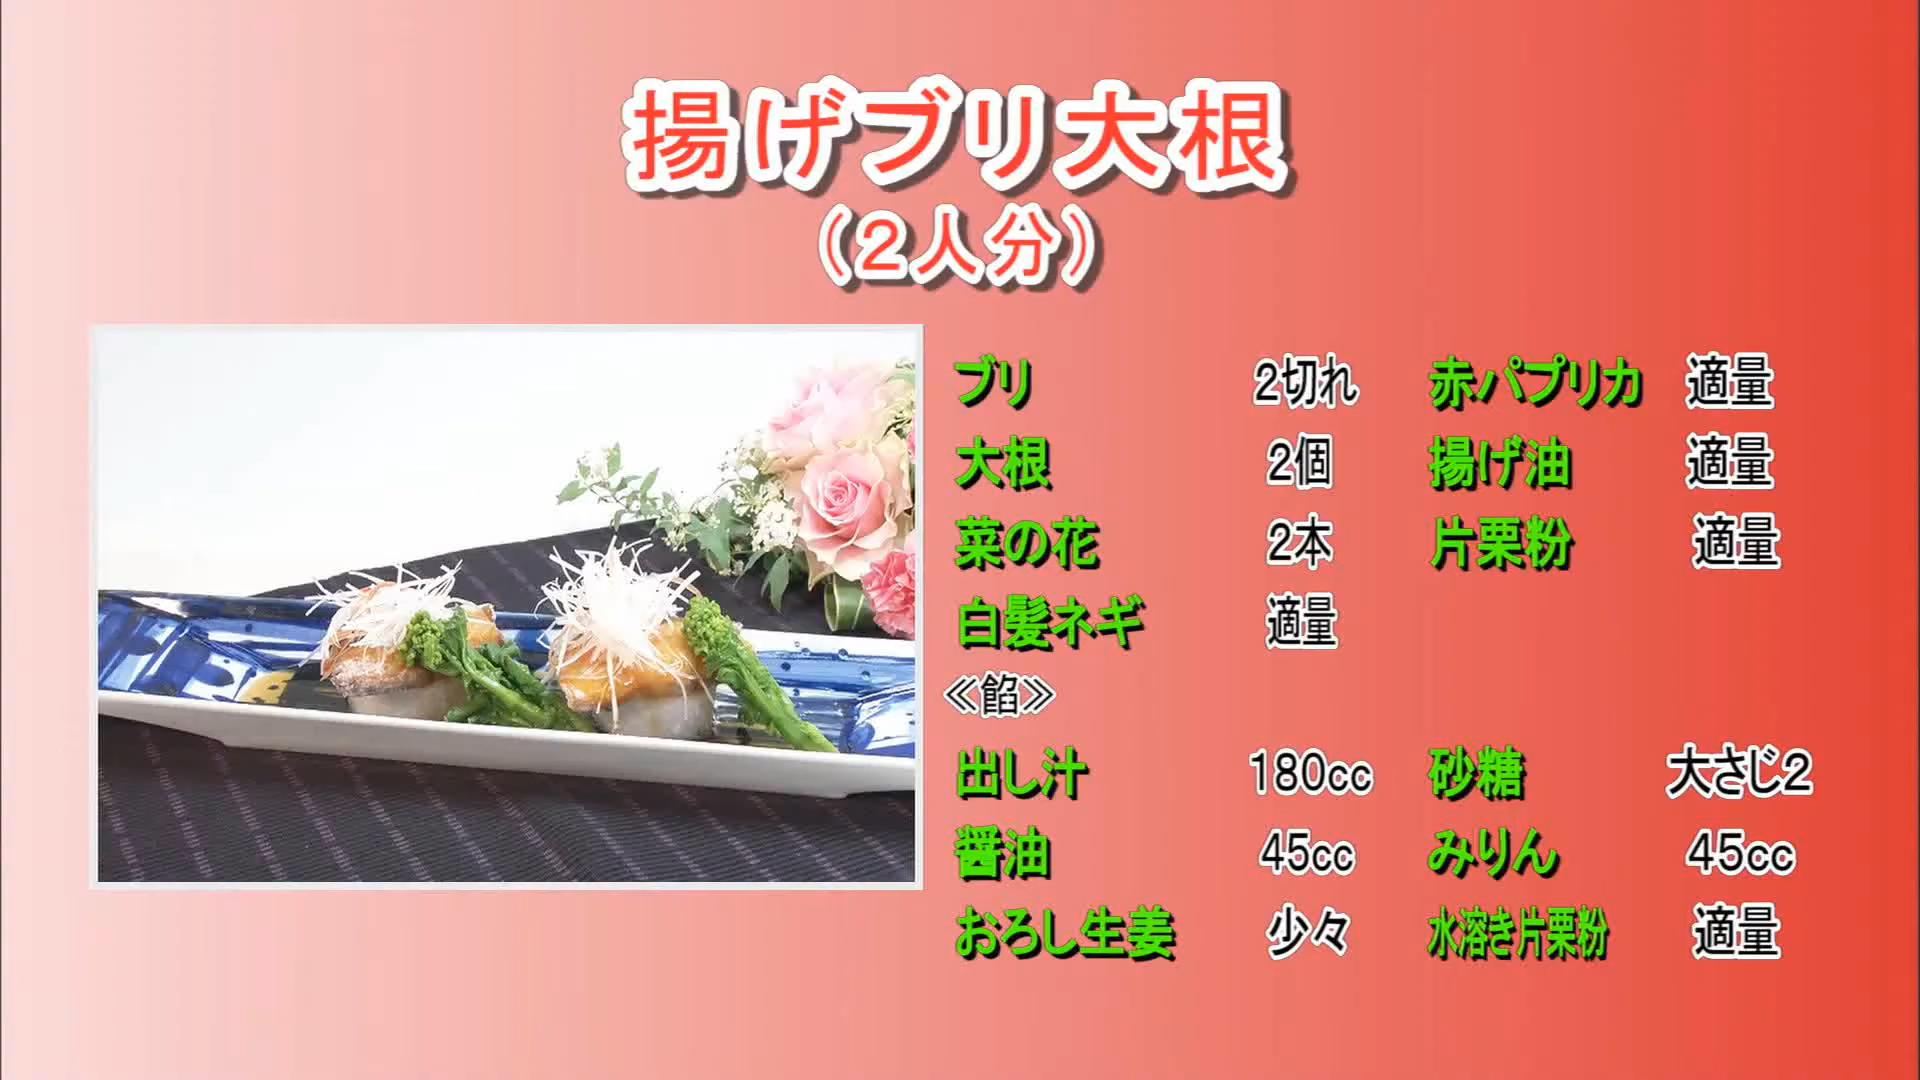 揚げブリ大根
（２人分）
ブリ 2切れ 赤パプリカ 適量
大根 2個 揚げ油 適量
菜の花 2本 片栗粉 適量
白髪ネギ 適量
≪餡≫
出し汁 180cc 砂糖 大さじ2
醤油 45cc みりん 45cc
おろし生姜 少々 水溶き片栗粉 適量